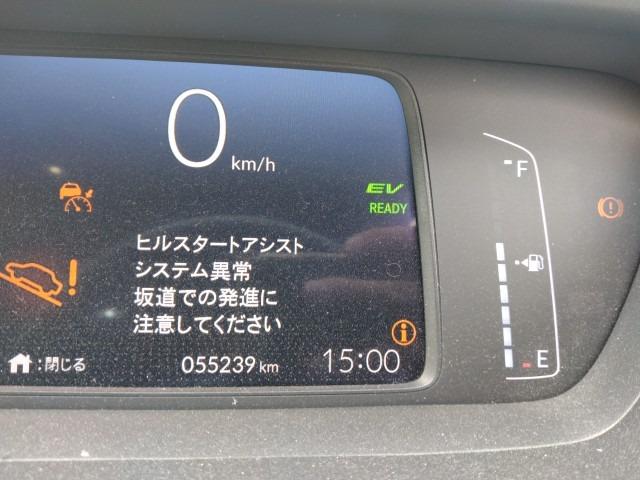 0 km/h
EV
READY
ヒルスタートアシスト
システム異常
坂道での発進に
注意してください
:閉じる
055239 km
15:00
F
E